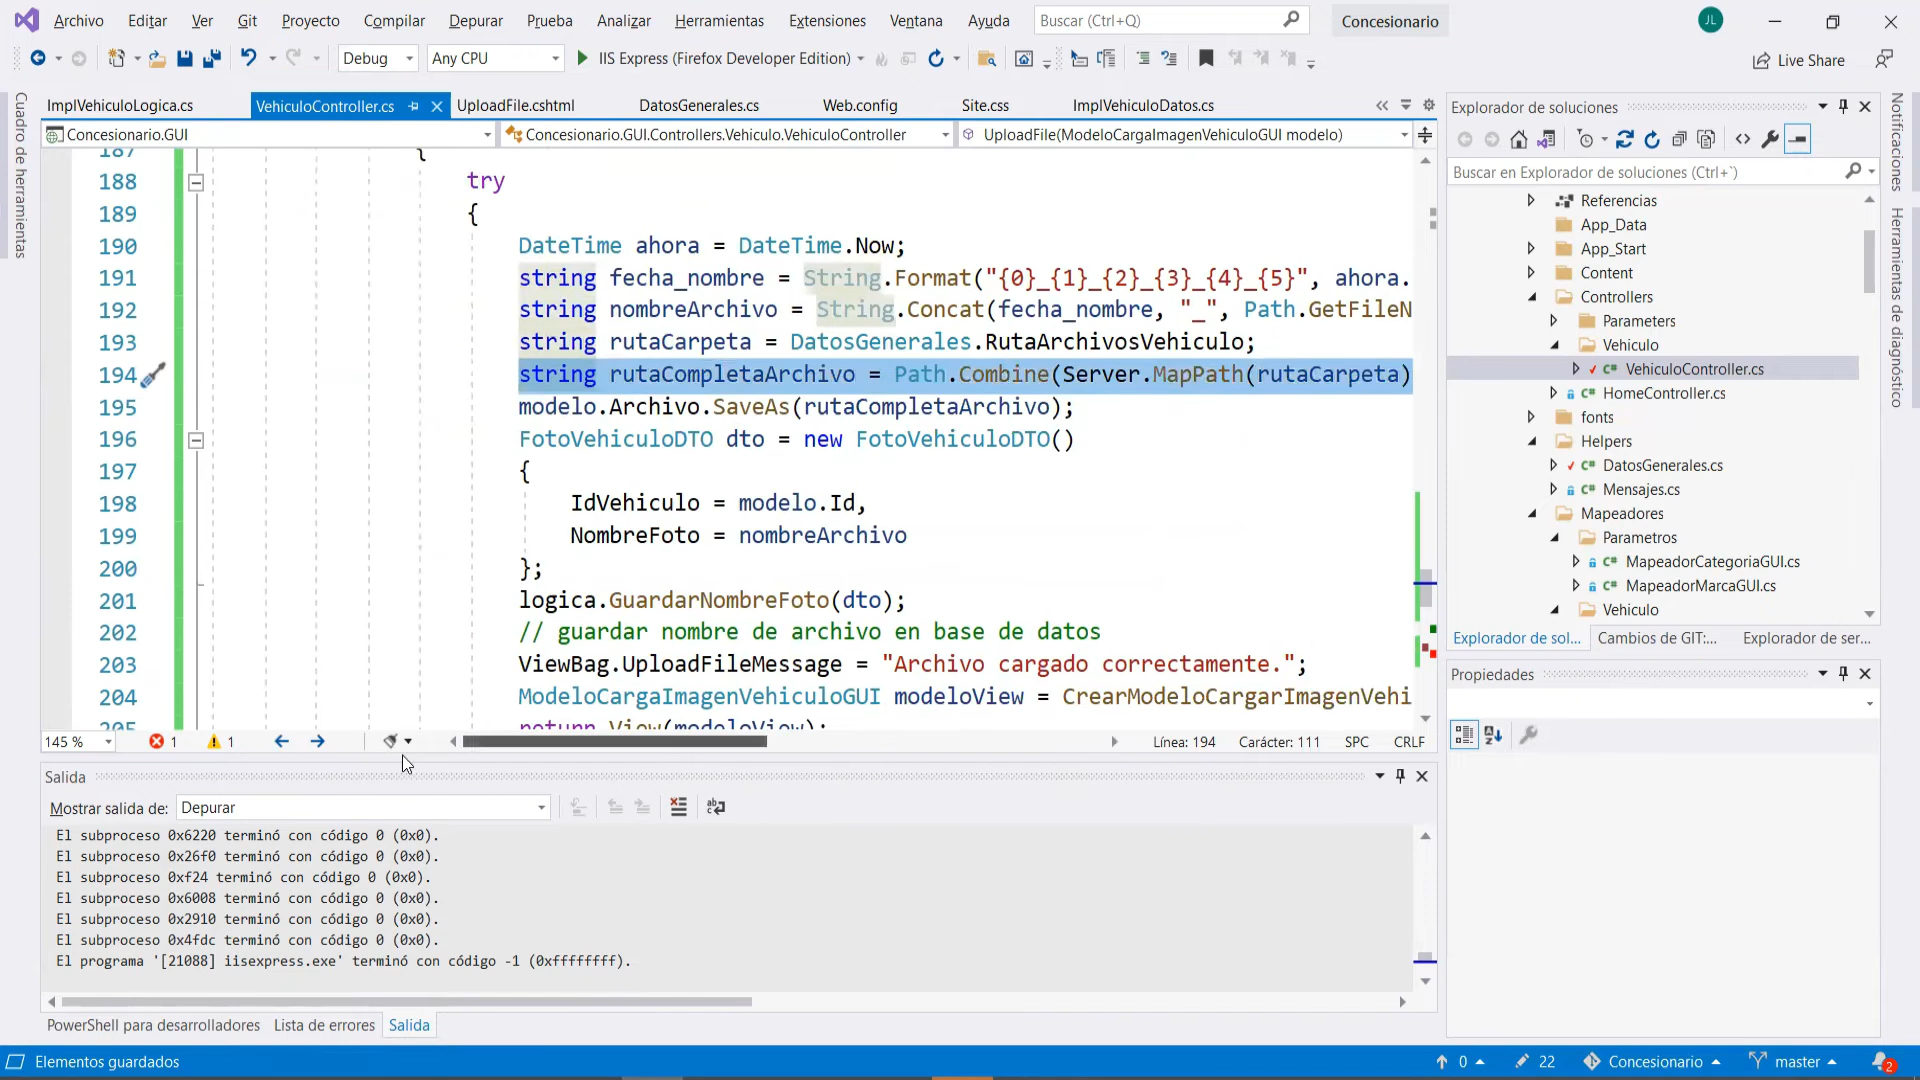 Archivo Editar Ver Git Proyecto Compilar Depurar Prueba Analizar Herramientas Extensiones Ventana Ayuda Buscar (Ctrl+Q) Concesionario JL
Debug Any CPU IIS Express (Firefox Developer Edition) Live Share
ImplVehiculoLogica.cs VehiculoController.cs UploadFile.cshtml DatosGenerales.cs Web.config Site.css ImplVehiculoDatos.cs
Concesionario.GUI Concesionario.GUI.Controllers.Vehiculo.VehiculoController UploadFile(ModeloCargaImagenVehiculoGUI modelo)
Cuadro de herramientas
187 {
188 try
189 {
190 DateTime ahora = DateTime.Now;
191 string fecha_nombre = String.Format("{0}_{1}_{2}_{3}_{4}_{5}", ahora.
192 string nombreArchivo = String.Concat(fecha_nombre, "_", Path.GetFileN
193 string rutaCarpeta = DatosGenerales.RutaArchivosVehiculo;
194 string rutaCompletaArchivo = Path.Combine(Server.MapPath(rutaCarpeta)
195 modelo.Archivo.SaveAs(rutaCompletaArchivo);
196 FotoVehiculoDTO dto = new FotoVehiculoDTO()
197 {
198 IdVehiculo = modelo.Id,
199 NombreFoto = nombreArchivo
200 };
201 logica.GuardarNombreFoto(dto);
202 // guardar nombre de archivo en base de datos
203 ViewBag.UploadFileMessage = "Archivo cargado correctamente.";
204 ModeloCargaImagenVehiculoGUI modeloView = CrearModeloCargarImagenVehi
205 return View(modeloView);
145 % 1 1 Línea: 194 Carácter: 111 SPC CRLF
Salida
Mostrar salida de: Depurar
El subproceso 0x6220 terminó con código 0 (0x0).
El subproceso 0x26f0 terminó con código 0 (0x0).
El subproceso 0xf24 terminó con código 0 (0x0).
El subproceso 0x6008 terminó con código 0 (0x0).
El subproceso 0x2910 terminó con código 0 (0x0).
El subproceso 0x4fdc terminó con código 0 (0x0).
El programa '[21088] iisexpress.exe' terminó con código -1 (0xffffffff).
PowerShell para desarrolladores Lista de errores Salida
Explorador de soluciones
Buscar en Explorador de soluciones (Ctrl+`)
Referencias
App_Data
App_Start
Content
Controllers
Parameters
Vehiculo
C# VehiculoController.cs
C# HomeController.cs
fonts
Helpers
C# DatosGenerales.cs
C# Mensajes.cs
Mapeadores
Parametros
C# MapeadorCategoriaGUI.cs
C# MapeadorMarcaGUI.cs
Vehiculo
Explorador de sol... Cambios de GIT:... Explorador de ser...
Propiedades
Notificaciones
Herramientas de diagnóstico
Elementos guardados 0 22 Concesionario master 2